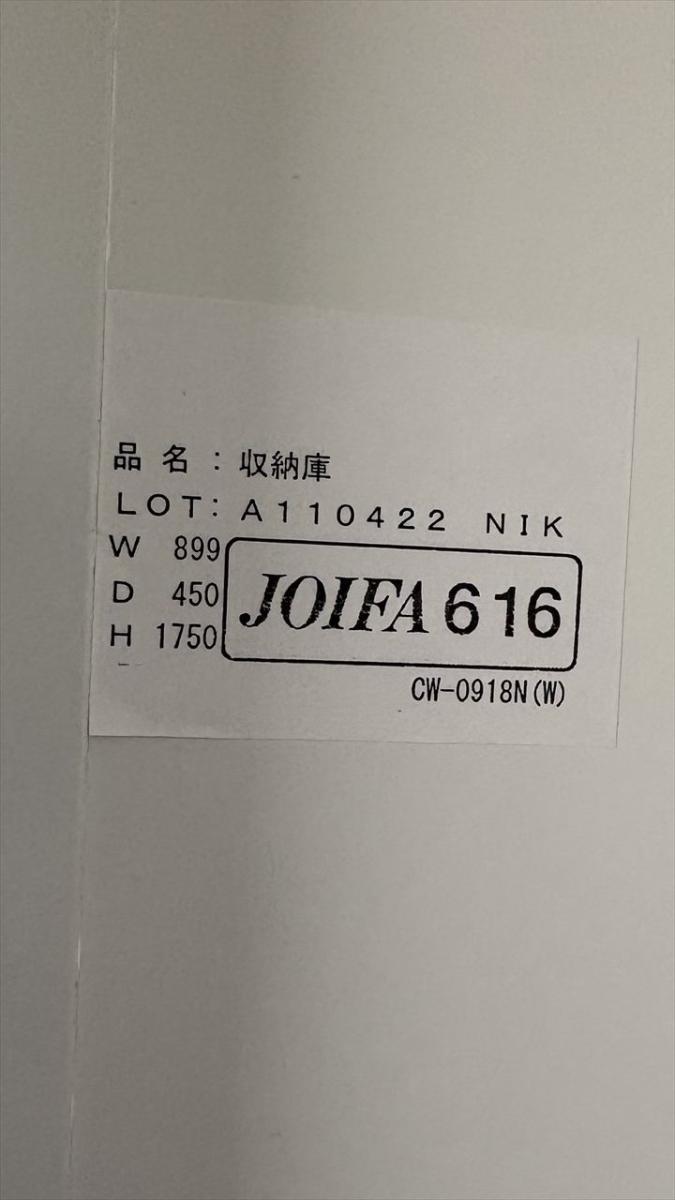 品 名 : 収納庫
LOT: A110422 NIK
W 899
D 450
H 1750
JOIFA 616
CW-0918N(W)